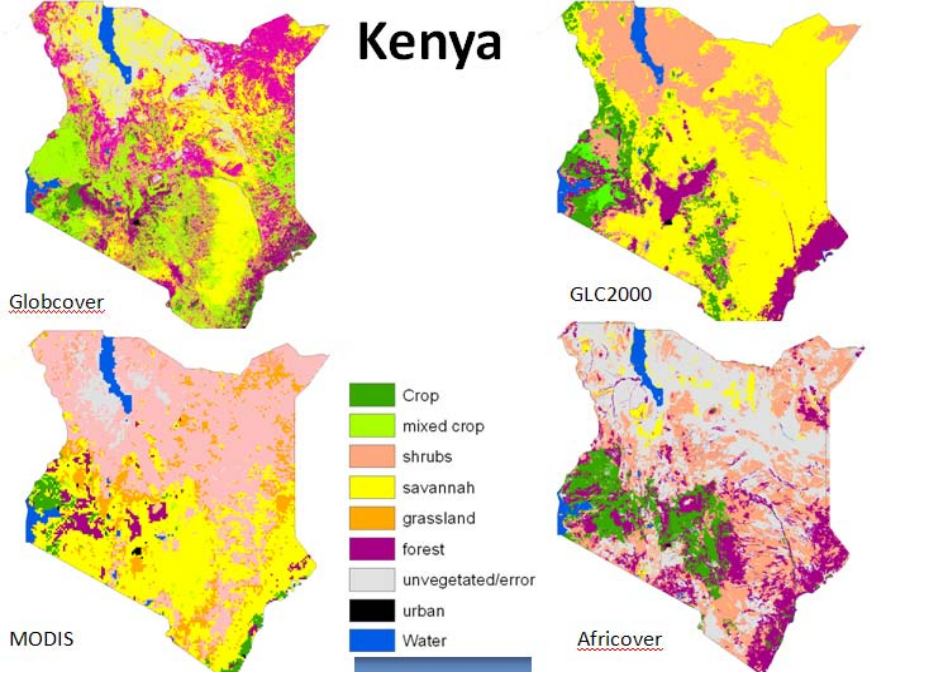 Kenya
Globcover
GLC2000
Crop
mixed crop
shrubs
savannah
grassland
forest
unvegetated/error
urban
Water
MODIS
Africover